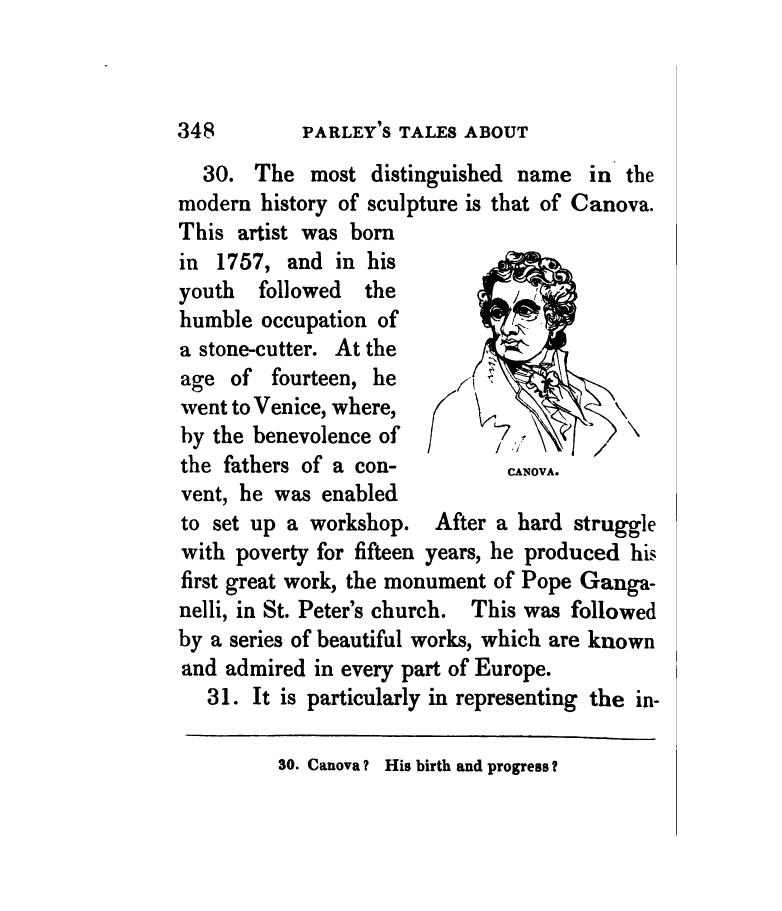 348 PARLEY'S TALES ABOUT
30. The most distinguished name in the
modern history of sculpture is that of Canova.
This artist was born
in 1757, and in his
youth followed the
humble occupation of
a stone-cutter. At the
age of fourteen, he
went to Venice, where,
by the benevolence of
the fathers of a con-
vent, he was enabled
CANOVA.
to set up a workshop. After a hard struggle
with poverty for fifteen years, he produced his
first great work, the monument of Pope Ganga-
nelli, in St. Peter's church. This was followed
by a series of beautiful works, which are known
and admired in every part of Europe.
31. It is particularly in representing the in-
30. Canova? His birth and progress?